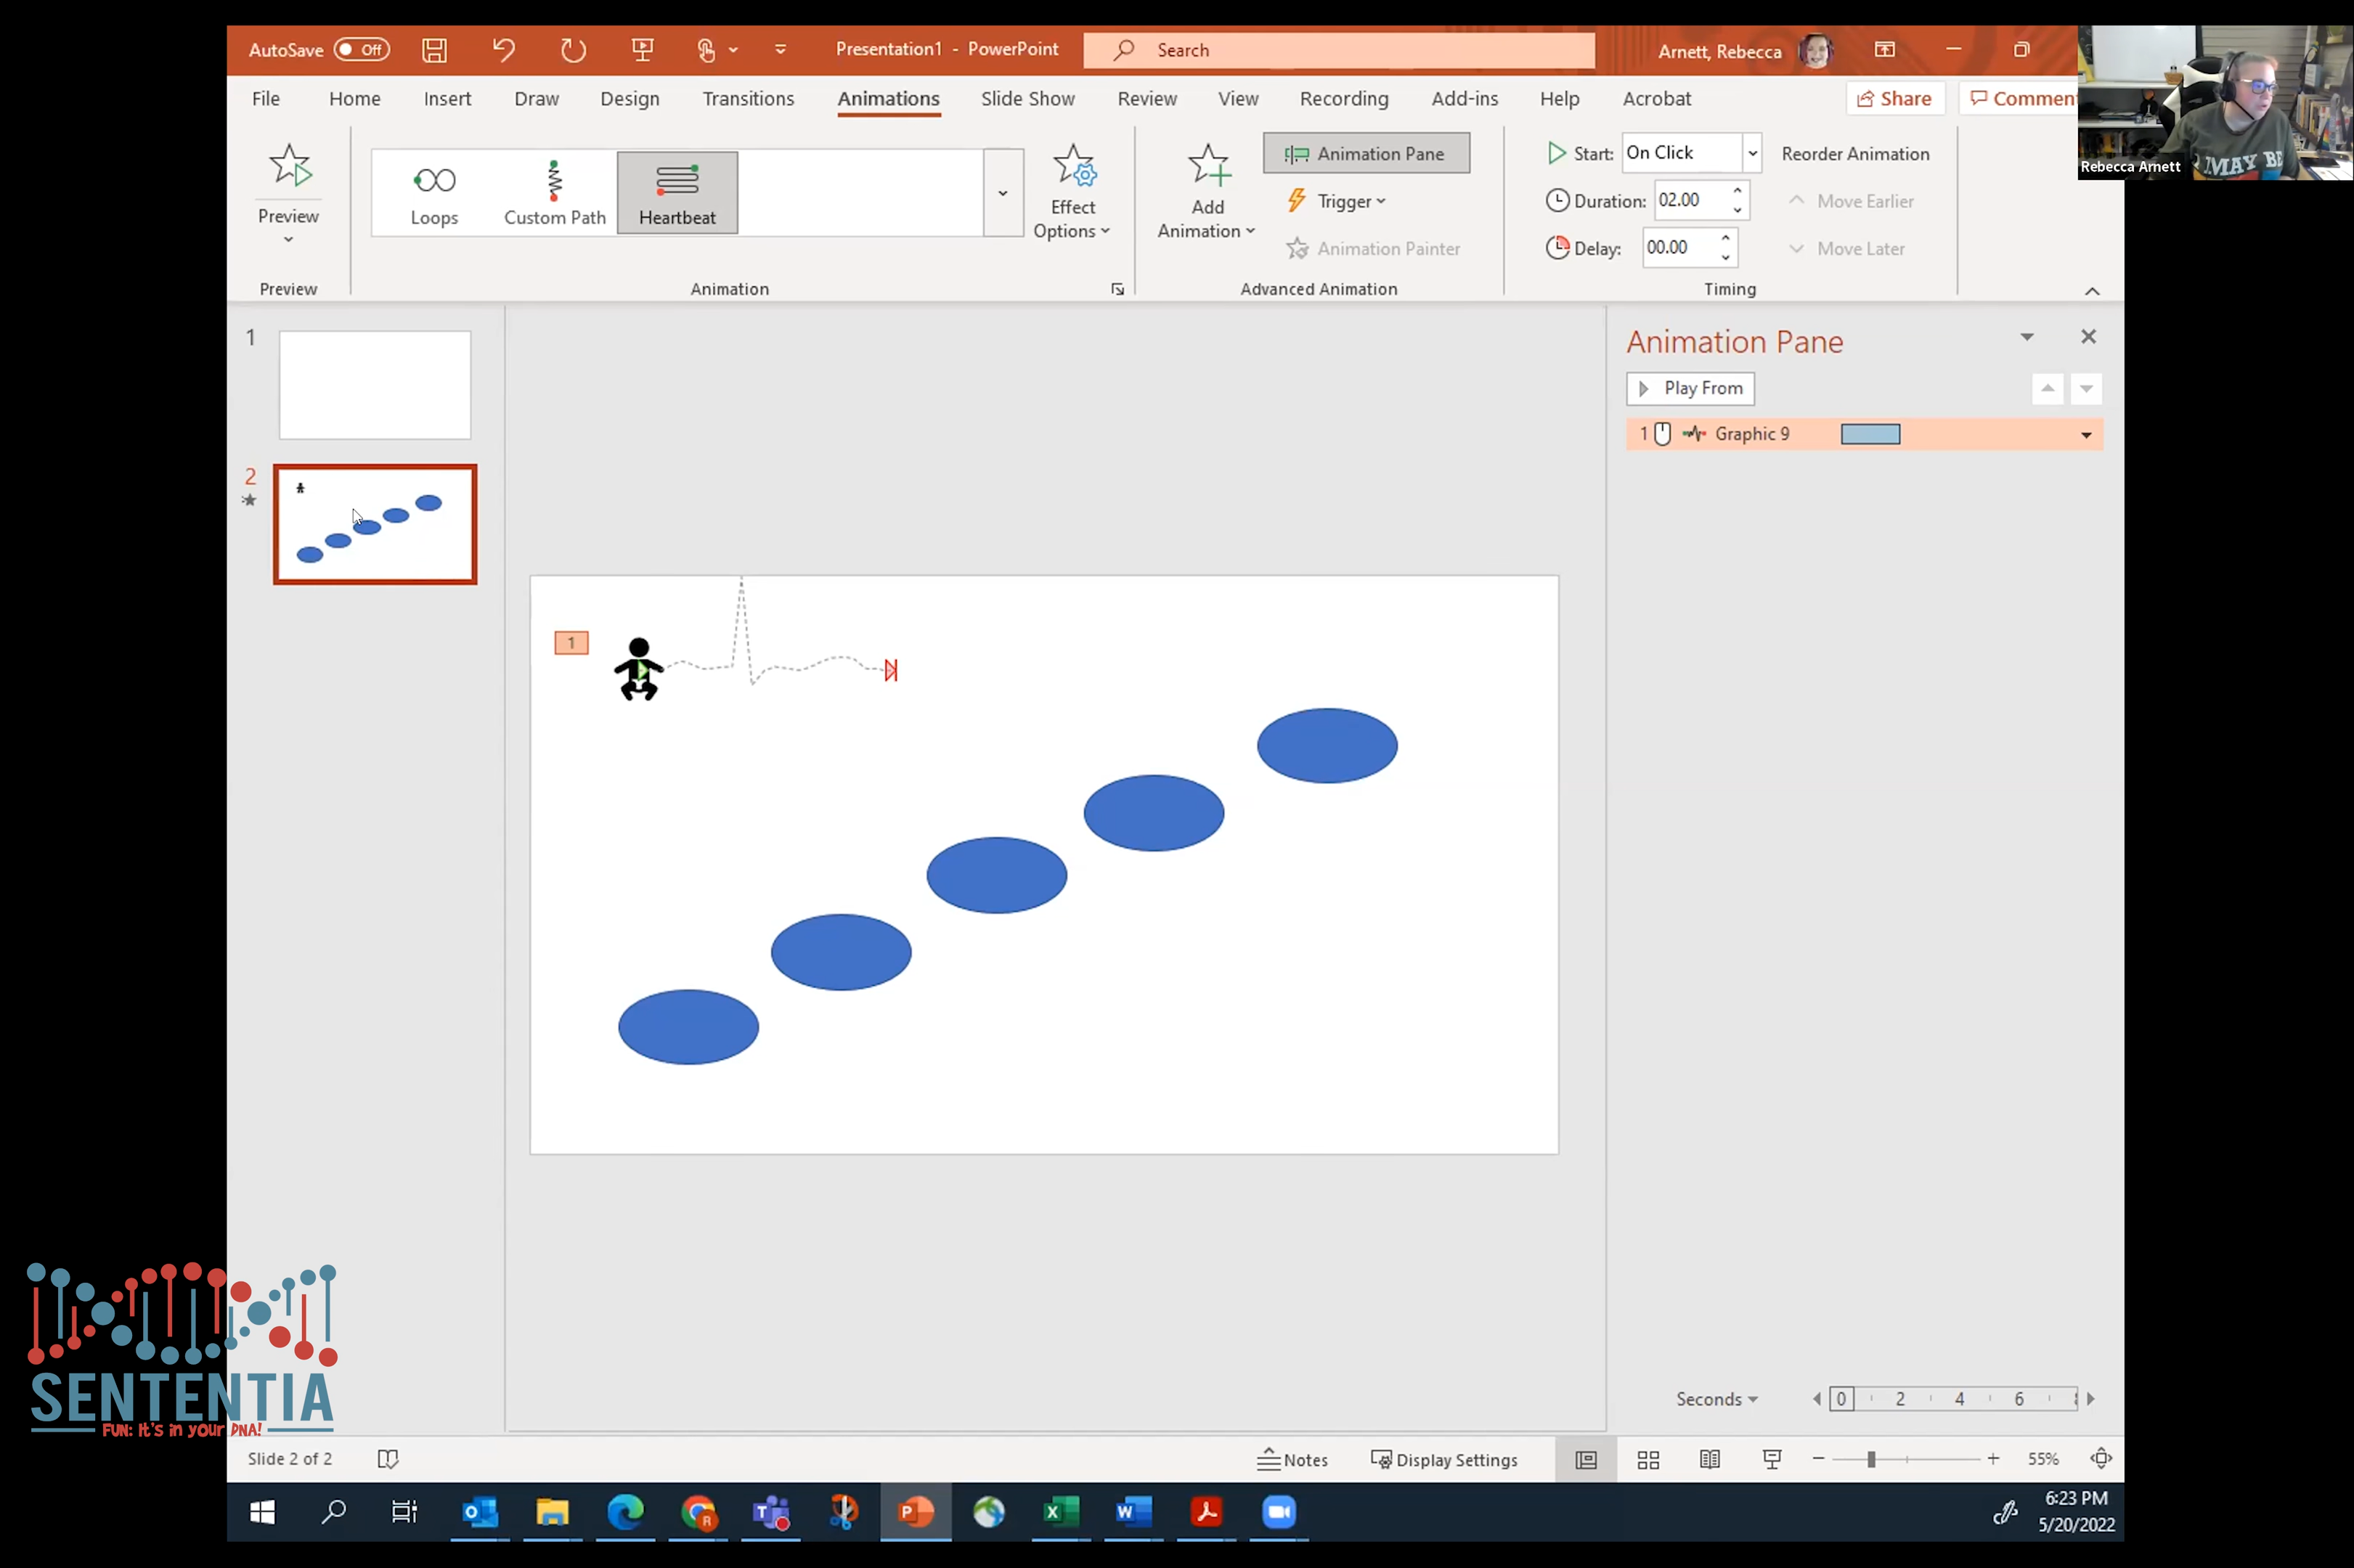 AutoSave Off Presentation1 - PowerPoint Search Arnett, Rebecca
File Home Insert Draw Design Transitions Animations Slide Show Review View Recording Add-ins Help Acrobat Share Commen
Preview
Loops Custom Path Heartbeat
Effect
Options
Add
Animation
Animation Pane
Trigger
Animation Painter
Start: On Click
Duration: 02.00
Delay: 00.00
Reorder Animation
Move Earlier
Move Later
Preview Animation Advanced Animation Timing
Rebecca Arnett
MAY BE
1
2
1
Animation Pane
Play From
1 Graphic 9
Seconds 0 2 4 6
SENTENTIA
FUN: It's in your DNA!
Slide 2 of 2 Notes Display Settings 55%
6:23 PM
5/20/2022